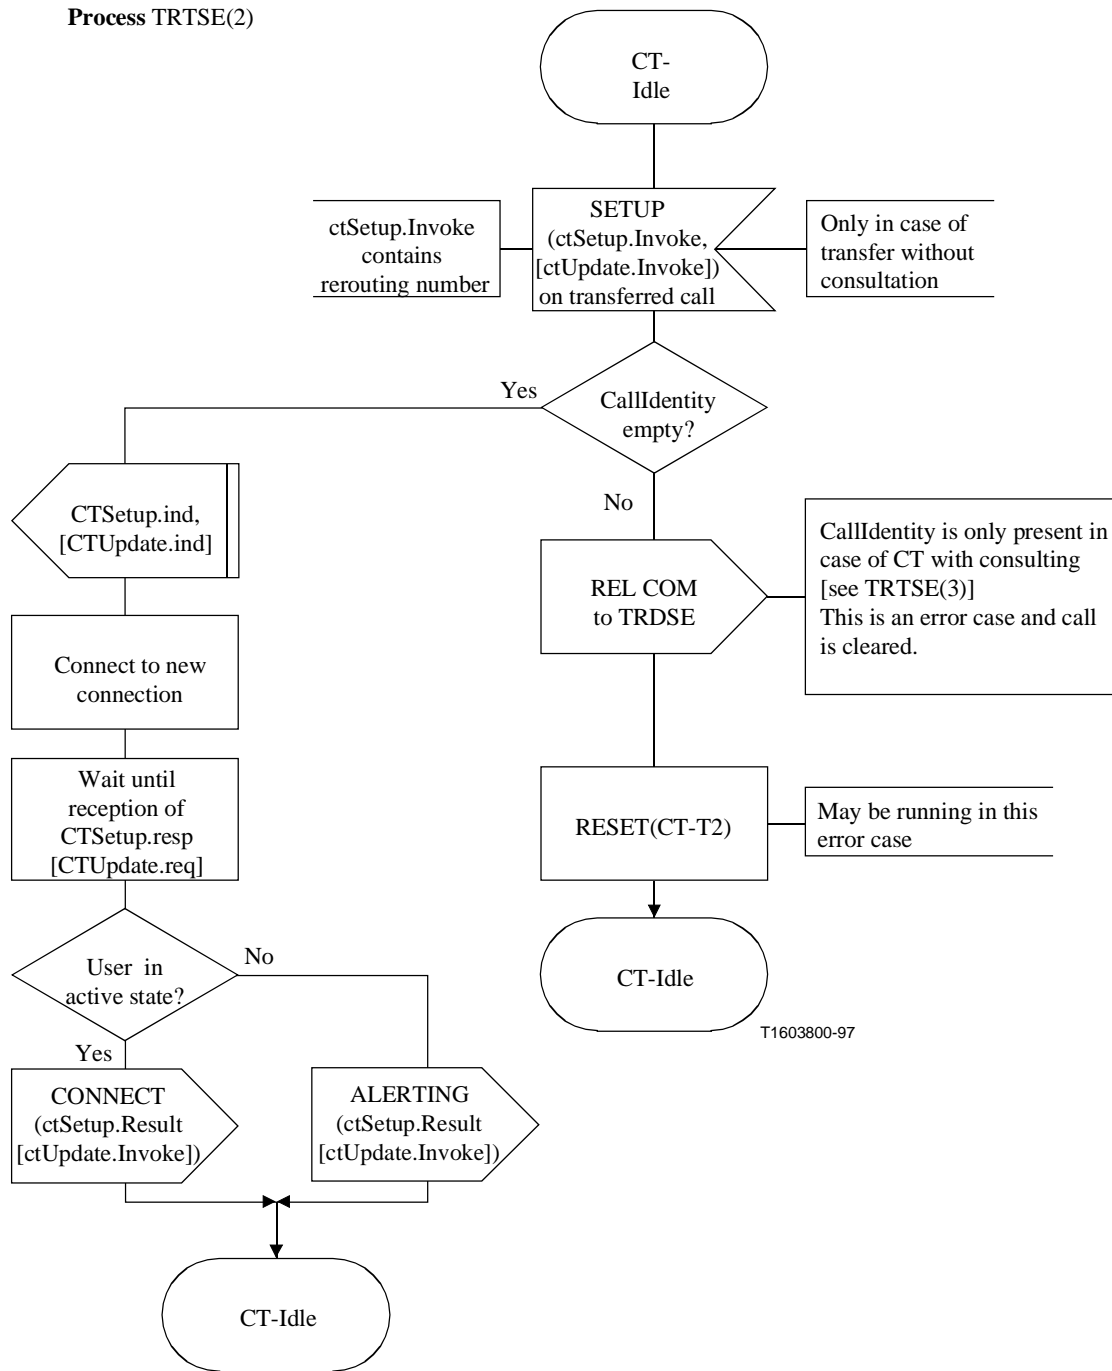 Process TRTSE(2)
CT-
Idle
ctSetup.Invoke
contains
rerouting number
SETUP
(ctSetup.Invoke,
[ctUpdate.Invoke])
on transferred call
Only in case of
transfer without
consultation
Yes
CallIdentity
empty?
No
CTSetup.ind,
[CTUpdate.ind]
REL COM
to TRDSE
CallIdentity is only present in
case of CT with consulting
[see TRTSE(3)]
This is an error case and call
is cleared.
Connect to new
connection
Wait until
reception of
CTSetup.resp
[CTUpdate.req]
RESET(CT-T2)
May be running in this
error case
User in
active state?
No
Yes
CT-Idle
T1603800-97
CONNECT
(ctSetup.Result
[ctUpdate.Invoke])
ALERTING
(ctSetup.Result
[ctUpdate.Invoke])
CT-Idle